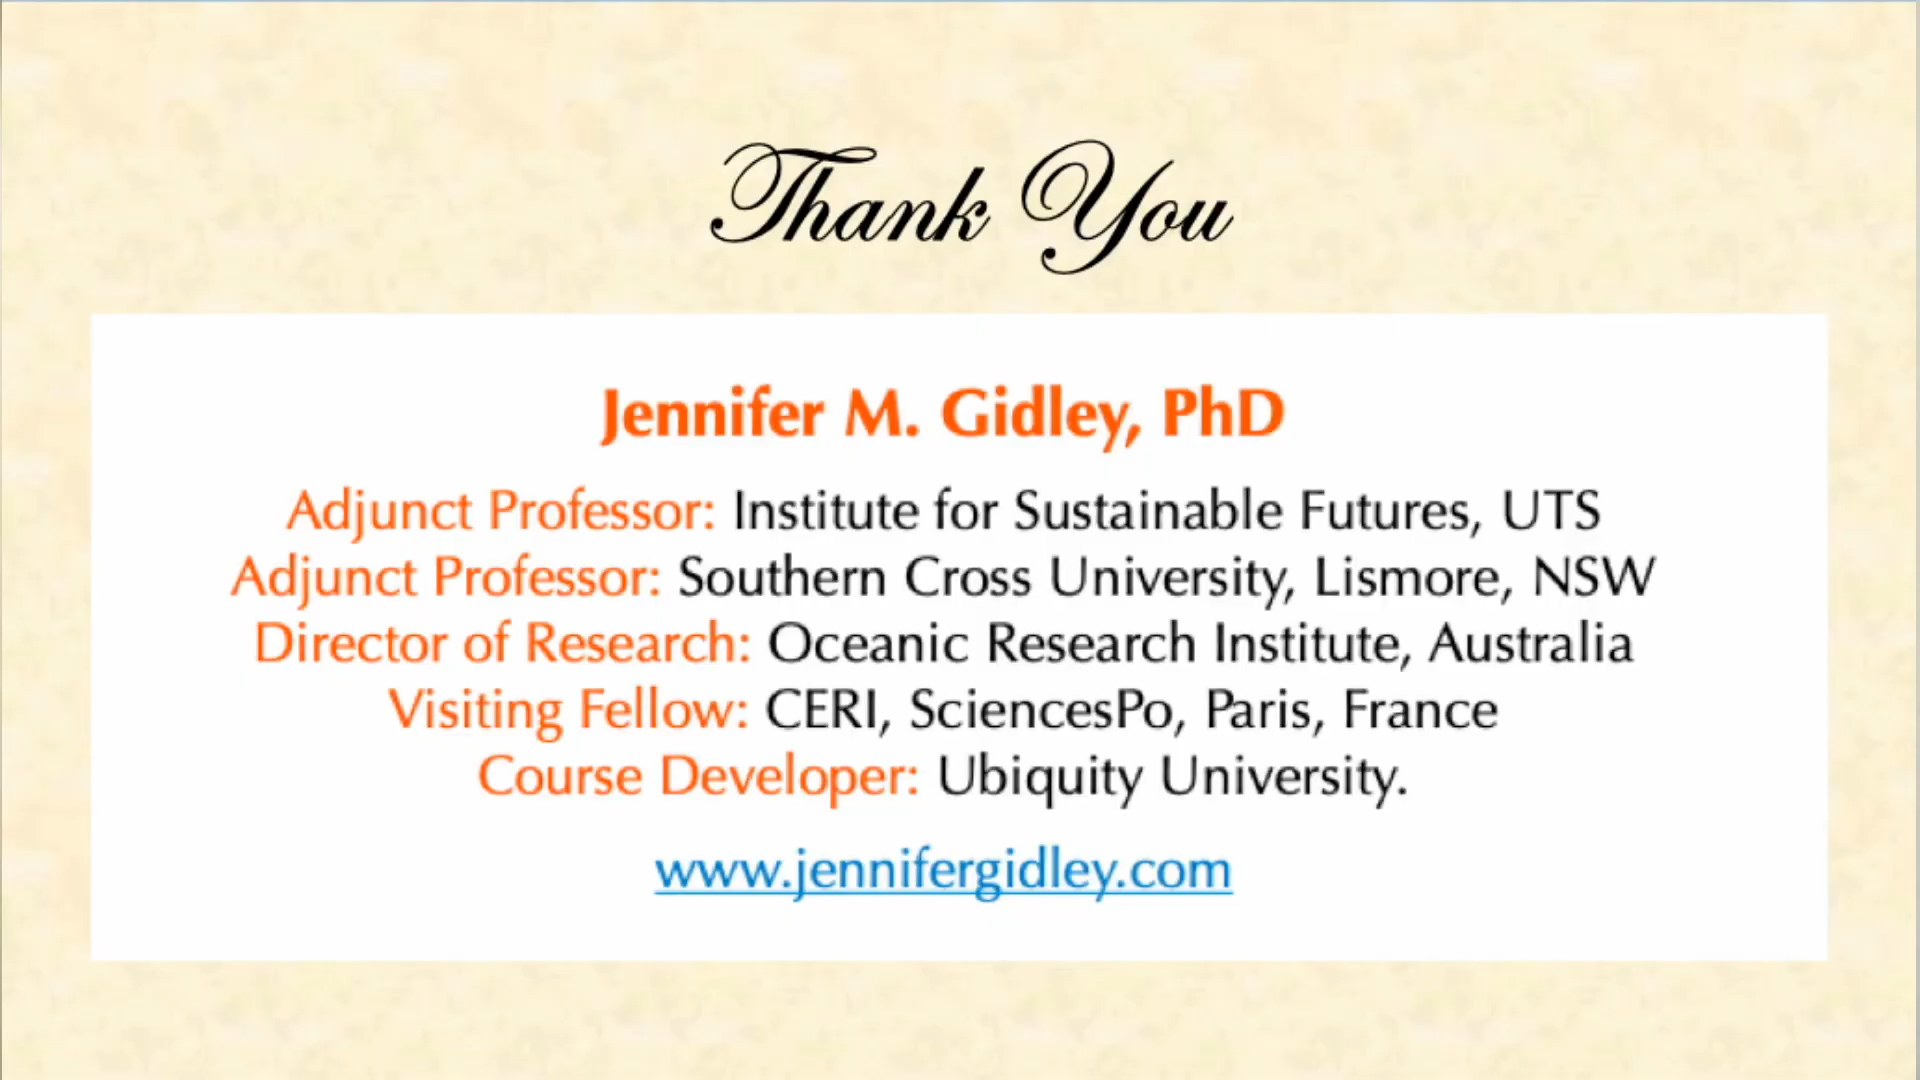 Thank You
Jennifer M. Gidley, PhD
Adjunct Professor: Institute for Sustainable Futures, UTS
Adjunct Professor: Southern Cross University, Lismore, NSW
Director of Research: Oceanic Research Institute, Australia
Visiting Fellow: CERI, SciencesPo, Paris, France
Course Developer: Ubiquity University.
www.jennifergidley.com